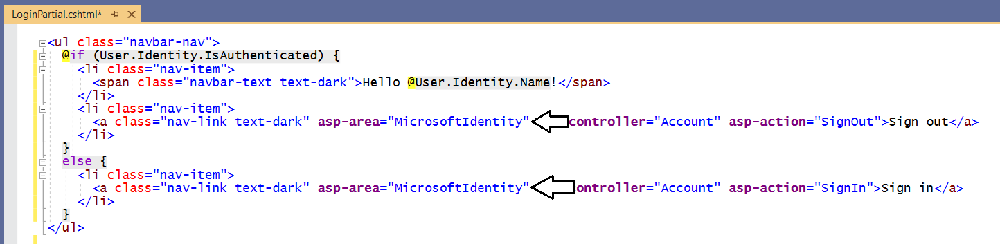 _LoginPartial.cshtml*
<ul class="navbar-nav">
@if (User.Identity.IsAuthenticated) {
<li class="nav-item">
<span class="navbar-text text-dark">Hello @User.Identity.Name!</span>
</li>
<li class="nav-item">
<a class="nav-link text-dark" asp-area="MicrosoftIdentity" controller="Account" asp-action="SignOut">Sign out</a>
</li>
}
else {
<li class="nav-item">
<a class="nav-link text-dark" asp-area="MicrosoftIdentity" ontroller="Account" asp-action="SignIn">Sign in</a>
</li>
}
</ul>